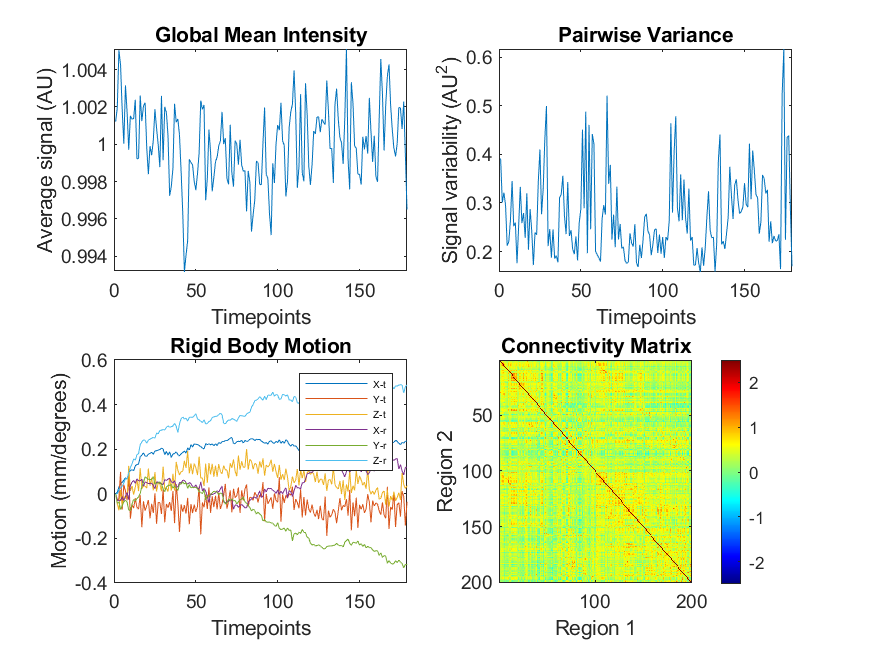 Global Mean Intensity
Average signal (AU)
1.004
1.002
1
0.998
0.996
0.994
0
50
100
150
Timepoints
Pairwise Variance
Signal variability (AU²)
0.6
0.5
0.4
0.3
0.2
0
50
100
150
Timepoints
Rigid Body Motion
Motion (mm/degrees)
0.6
0.4
0.2
0
-0.2
-0.4
0
50
100
150
Timepoints
X-t
Y-t
Z-t
X-r
Y-r
Z-r
Connectivity Matrix
Region 2
50
100
150
200
100
200
Region 1
2
1
0
-1
-2